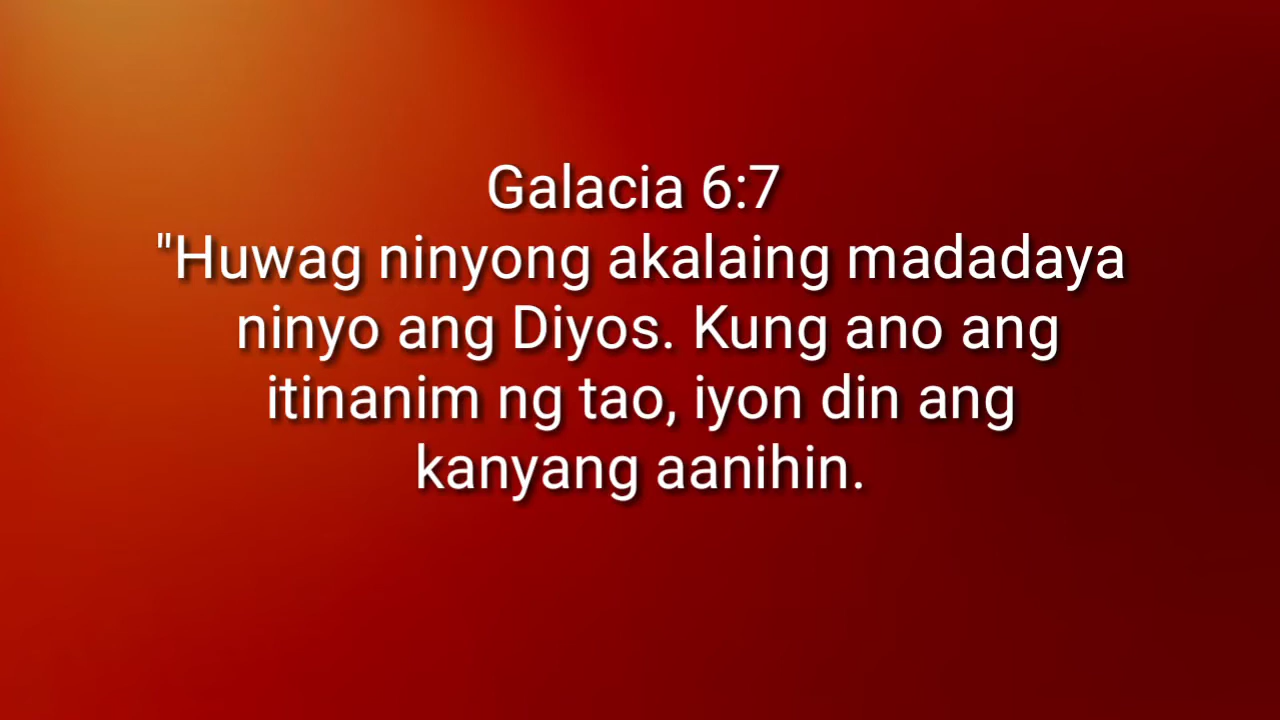 Galacia 6:7
"Huwag ninyong akalaing madadaya
ninyo ang Diyos. Kung ano ang
itinanim ng tao, iyon din ang
kanyang aanihin.